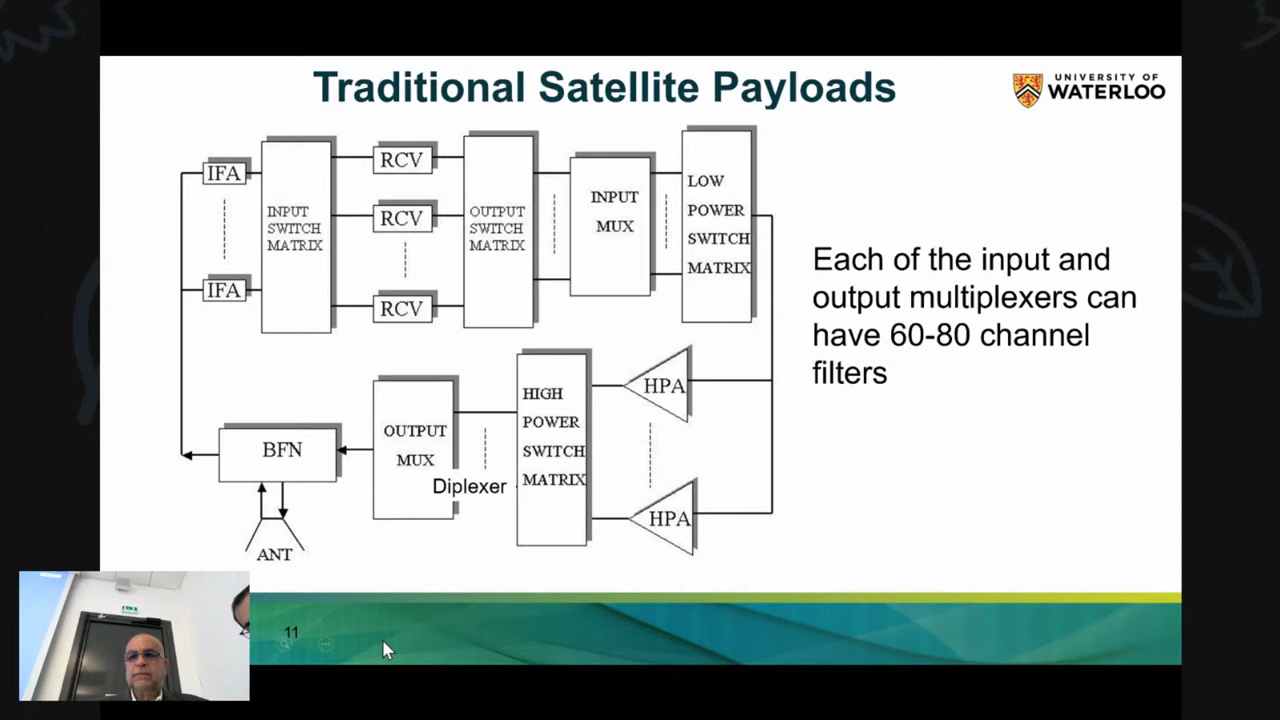 Traditional Satellite Payloads
UNIVERSITY OF
WATERLOO
IFA
IFA
INPUT
SWITCH
MATRIX
RCV
RCV
RCV
OUTPUT
SWITCH
MATRIX
INPUT
MUX
LOW
POWER
SWITCH
MATRIX
Each of the input and
output multiplexers can
have 60-80 channel
filters
BFN
ANT
OUTPUT
MUX
Diplexer
HIGH
POWER
SWITCH
MATRIX
HPA
HPA
11